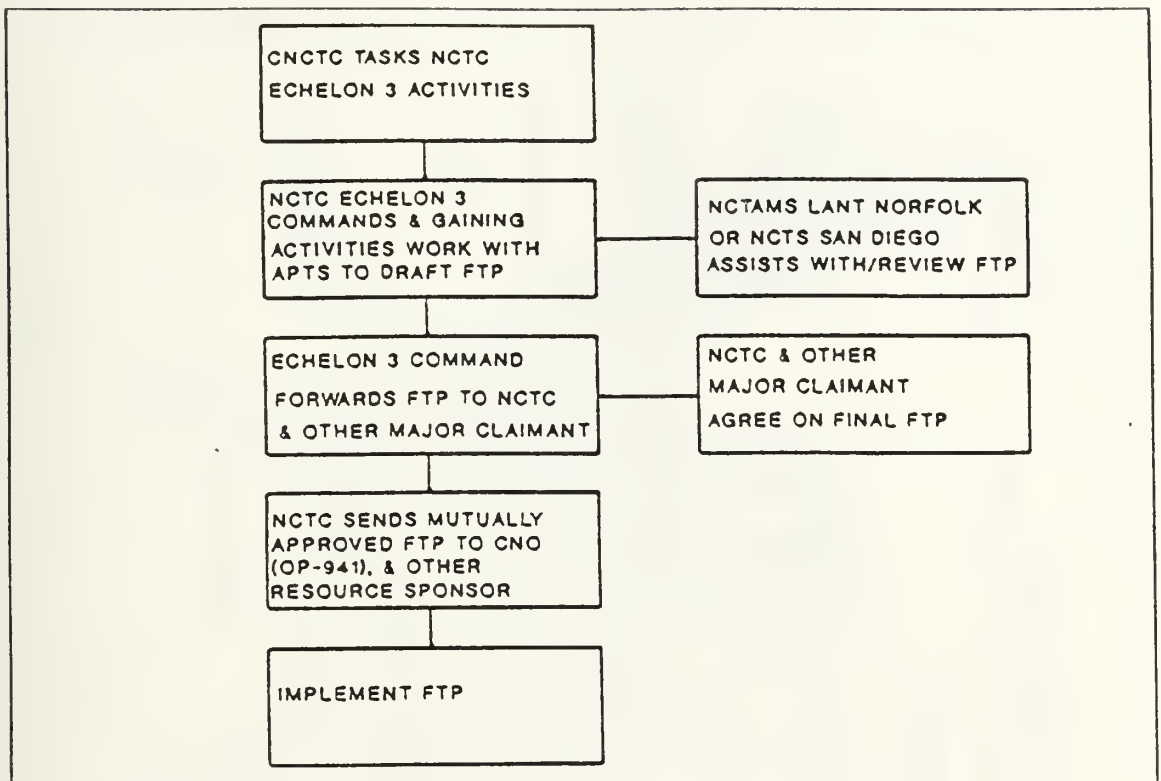 CNCTC TASKS NCTC
ECHELON 3 ACTIVITIES
NCTC ECHELON 3
COMMANDS & GAINING
ACTIVITIES WORK WITH
APTS TO DRAFT FTP
NCTAMS LANT NORFOLK
OR NCTS SAN DIEGO
ASSISTS WITH/REVIEW FTP
ECHELON 3 COMMAND
FORWARDS FTP TO NCTC
& OTHER MAJOR CLAIMANT
NCTC & OTHER
MAJOR CLAIMANT
AGREE ON FINAL FTP
NCTC SENDS MUTUALLY
APPROVED FTP TO CNO
(OP-941), & OTHER
RESOURCE SPONSOR
IMPLEMENT FTP